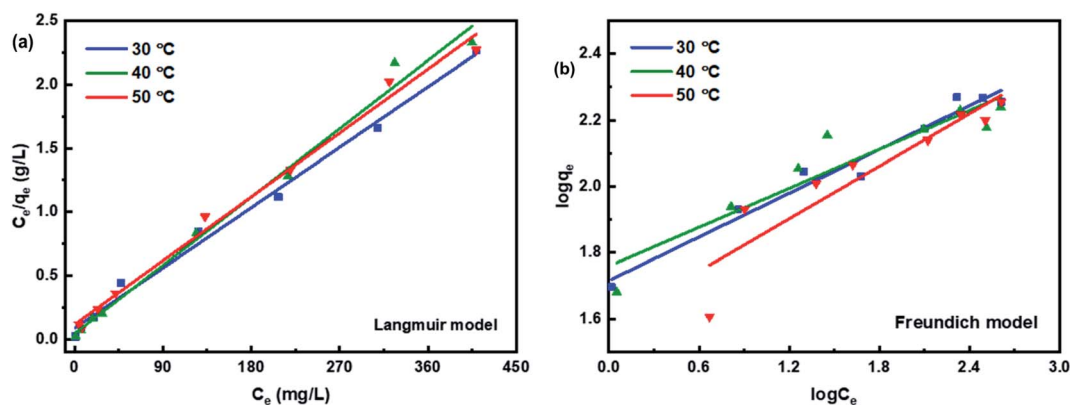 (a)
30 °C
40 °C
50 °C
2.5
2.0
1.5
1.0
0.5
0.0
Ce/qe (g/L)
0
90
180
270
360
450
Ce (mg/L)
Langmuir model
(b)
30 °C
40 °C
50 °C
2.4
2.2
2.0
1.8
1.6
logqe
0.0
0.6
1.2
1.8
2.4
3.0
logCe
Freundich model